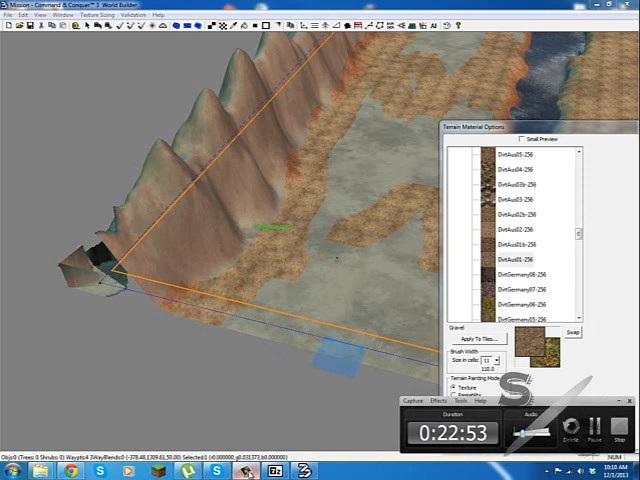 Mission - Command & Conquer™ 3 World Builder
File Edit View Window Texture Sizing Validation Help
Terrain Material Options
Small Preview
DirtAus05-256
DirtAus04-256
DirtAus03b-256
DirtAus03-256
DirtAus02b-256
DirtAus02-256
DirtAus01b-256
DirtAus01-256
DirtGermany08-256
DirtGermany07-256
DirtGermany06-256
DirtGermany05-256
Gravel
Apply To Tiles...
Swap
Brush Width
Size in cells: 11
110.0
Terrain Painting Mode
Texture
Passability
Capture Effects Tools Help
Duration
0:22:53
Audio
Delete
Pause
Stop
S
NUM
10:10 AM
12/1/2013